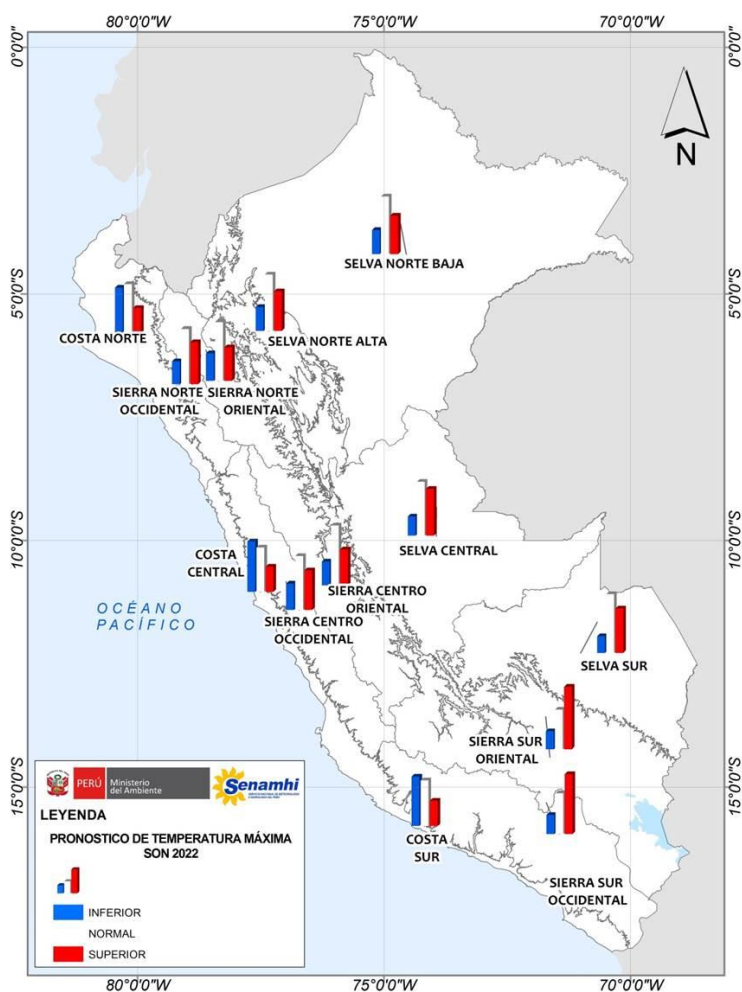 80°0'0"W 75°0'0"W 70°0'0"W
0°0'0" 0°0'0"
N
SELVA NORTE BAJA
5°0'0"S 5°0'0"S
COSTA NORTE
SELVA NORTE ALTA
SIERRA NORTE
OCCIDENTAL
SIERRA NORTE
ORIENTAL
10°0'0"S 10°0'0"S
SELVA CENTRAL
COSTA
CENTRAL
SIERRA CENTRO
ORIENTAL
SIERRA CENTRO
OCCIDENTAL
OCÉANO
PACÍFICO
SELVA SUR
SIERRA SUR
ORIENTAL
15°0'0"S 15°0'0"S
COSTA
SUR
SIERRA SUR
OCCIDENTAL
PERÚ Ministerio
del Ambiente
Senamhi
LEYENDA
PRONOSTICO DE TEMPERATURA MÁXIMA
SON 2022
INFERIOR
NORMAL
SUPERIOR
80°0'0"W 75°0'0"W 70°0'0"W